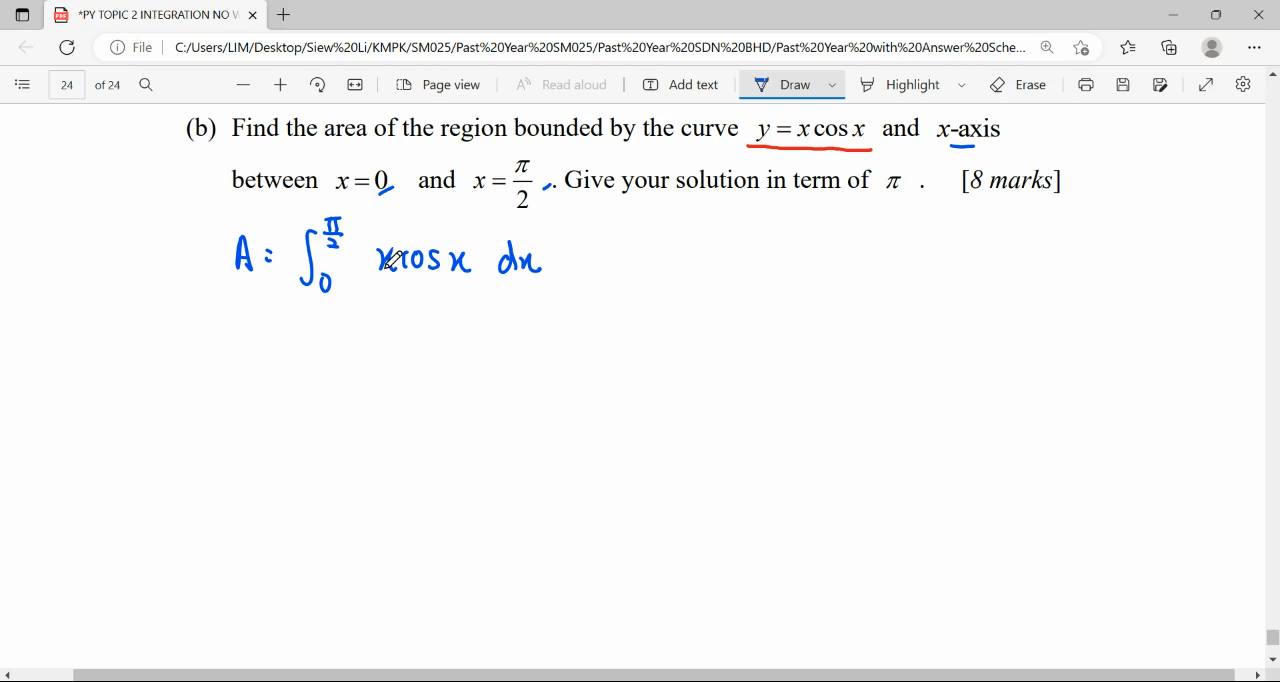 *PY TOPIC 2 INTEGRATION NO
File C:/Users/LIM/Desktop/Siew%20Li/KMPK/SM025/Past%20Year%20SM025/Past%20Year%20SDN%20BHD/Past%20Year%20with%20Answer%20Sche...
24 of 24 Page view Read aloud Add text Draw Highlight Erase
(b) Find the area of the region bounded by the curve y = x cos x and x-axis
between x = 0 and x = π/2. Give your solution in term of π . [8 marks]
A = ∫₀^(π/2) x cos x dx